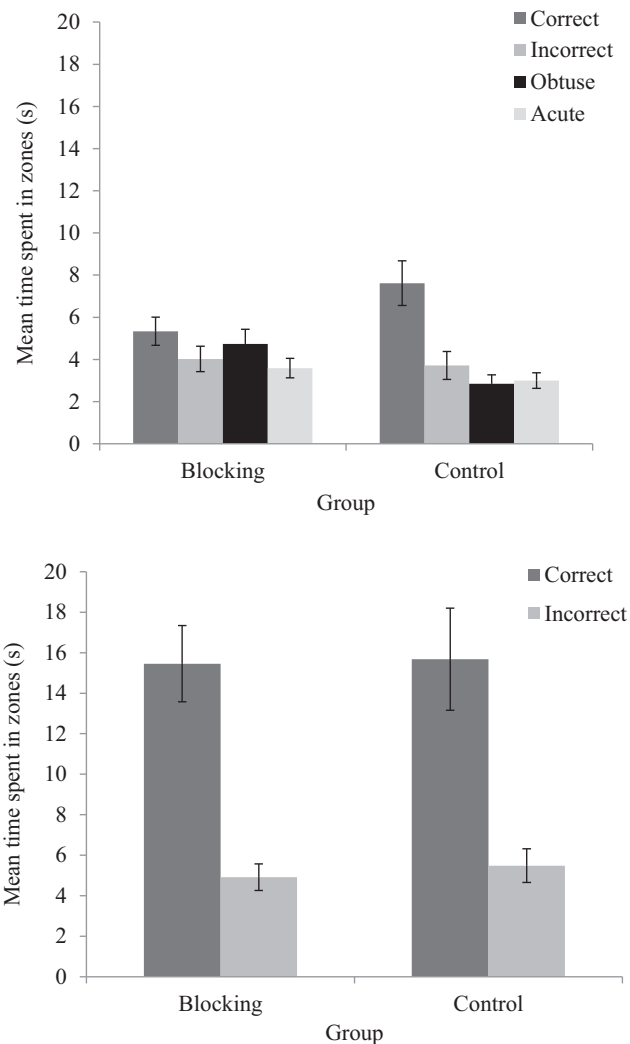 Correct
Incorrect
Obtuse
Acute
Mean time spent in zones (s)
20
18
16
14
12
10
8
6
4
2
0
Blocking Control
Group
Correct
Incorrect
Mean time spent in zones (s)
20
18
16
14
12
10
8
6
4
2
0
Blocking Control
Group